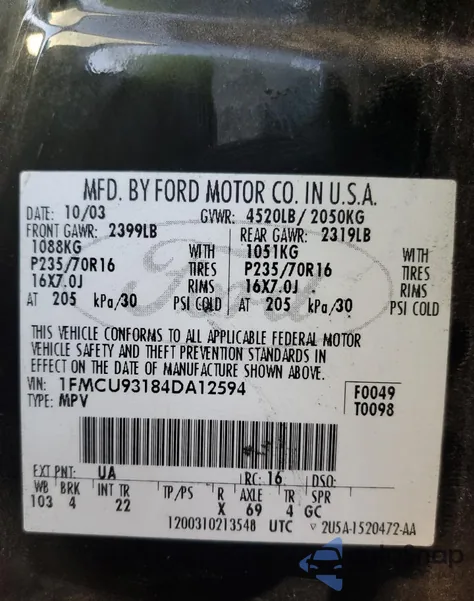 MFD. BY FORD MOTOR CO. IN U.S.A.
DATE: 10/03 GVWR: 4520LB/ 2050KG
FRONT GAWR: 2399LB REAR GAWR: 2319LB
1088KG WITH 1051KG WITH
P235/70R16 TIRES P235/70R16 TIRES
16X7.0J RIMS 16X7.0J RIMS
AT 205 kPa/30 PSI COLD AT 205 kPa/30 PSI COLD
THIS VEHICLE CONFORMS TO ALL APPLICABLE FEDERAL MOTOR
VEHICLE SAFETY AND THEFT PREVENTION STANDARDS IN
EFFECT ON THE DATE OF MANUFACTURE SHOWN ABOVE.
VIN: 1FMCU93184DA12594 F0049
TYPE: MPV T0098
EXT PNT: UA RC: 16 DSO:
WB BRK INT TR TP/PS R AXLE TR SPR
103 4 22 X 69 4 GC
1200310213548 UTC 2U5A-1520472-AA
Ford